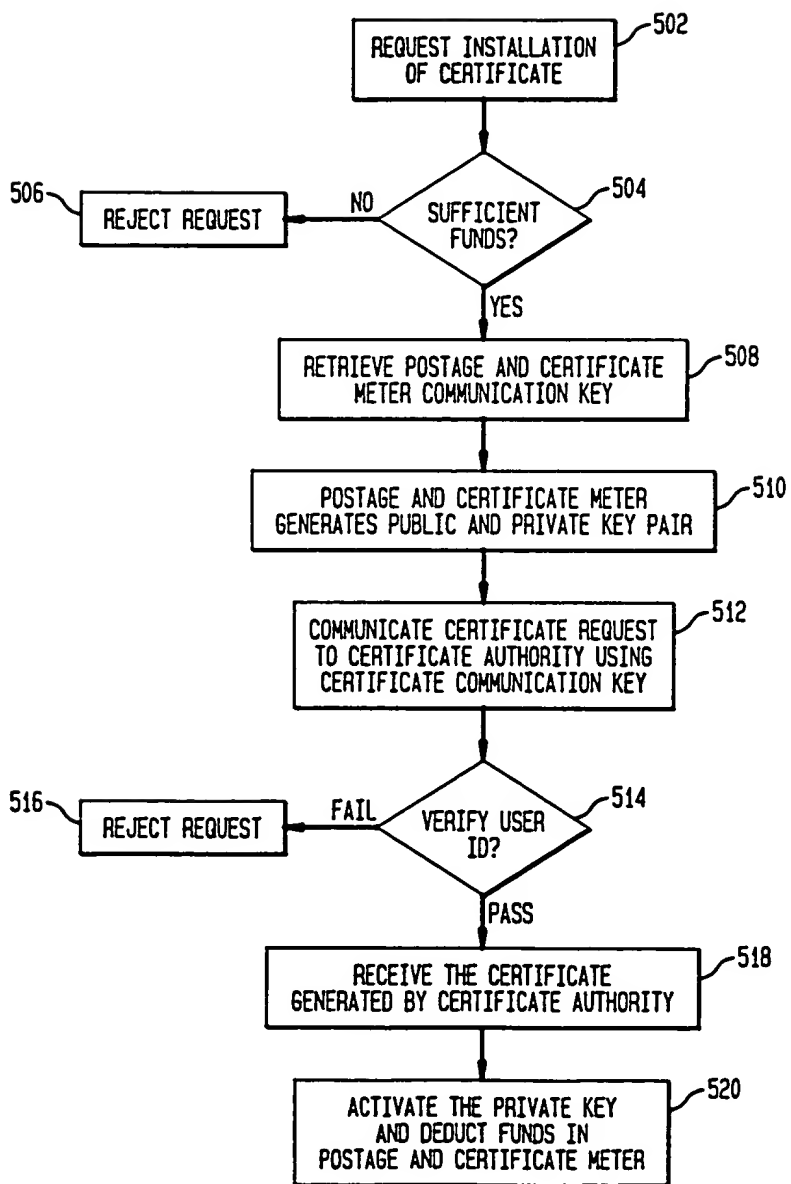 REQUEST INSTALLATION
OF CERTIFICATE
502
SUFFICIENT
FUNDS?
504
NO
506
REJECT REQUEST
YES
RETRIEVE POSTAGE AND CERTIFICATE
METER COMMUNICATION KEY
508
POSTAGE AND CERTIFICATE METER
GENERATES PUBLIC AND PRIVATE KEY PAIR
510
COMMUNICATE CERTIFICATE REQUEST
TO CERTIFICATE AUTHORITY USING
CERTIFICATE COMMUNICATION KEY
512
VERIFY USER
ID?
514
FAIL
516
REJECT REQUEST
PASS
RECEIVE THE CERTIFICATE
GENERATED BY CERTIFICATE AUTHORITY
518
ACTIVATE THE PRIVATE KEY
AND DEDUCT FUNDS IN
POSTAGE AND CERTIFICATE METER
520